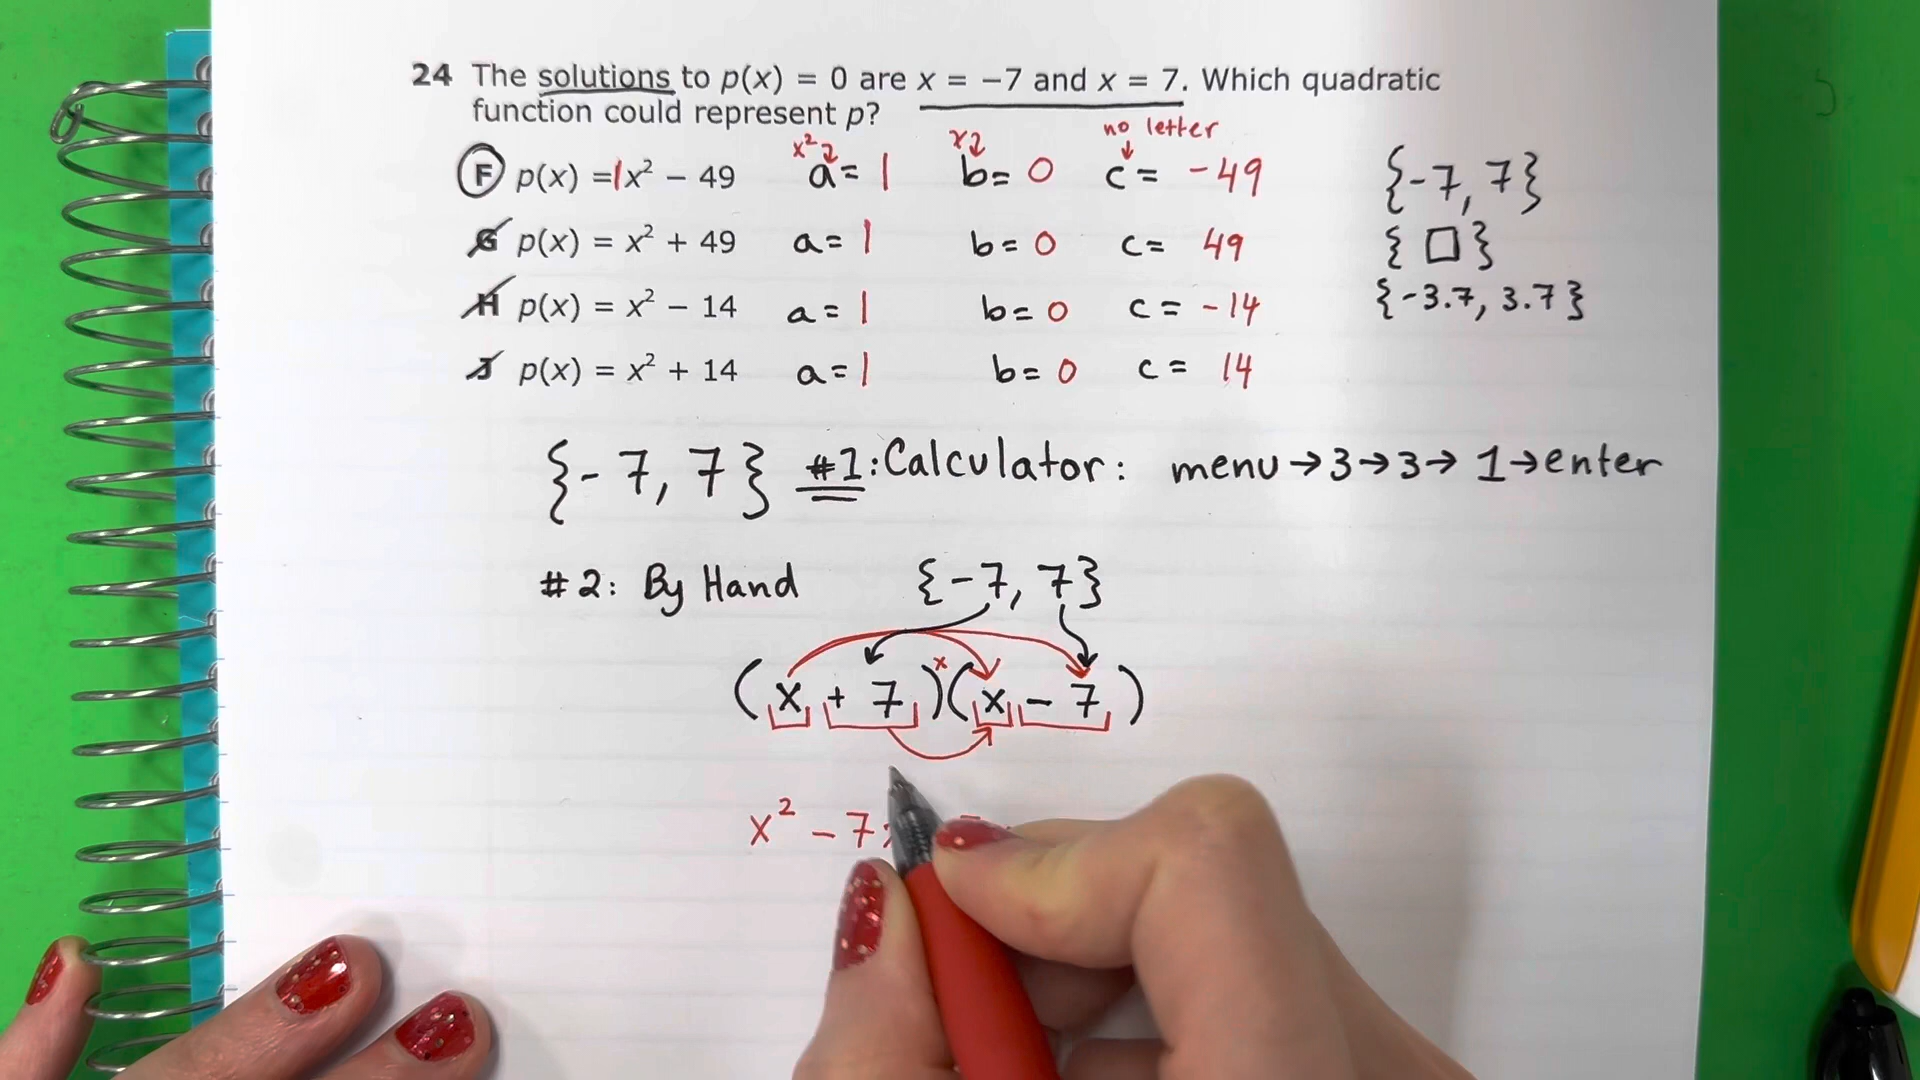 24 The solutions to p(x) = 0 are x = −7 and x = 7. Which quadratic
function could represent p?
x² x no letter
F p(x) = 1x² − 49 a = 1 b = 0 c = -49 {-7, 7}
G p(x) = x² + 49 a = 1 b = 0 c = 49 {□}
H p(x) = x² − 14 a = 1 b = 0 c = -14 {-3.7, 3.7}
J p(x) = x² + 14 a = 1 b = 0 c = 14
{-7, 7} #1: Calculator: menu → 3 → 3 → 1 → enter
#2: By Hand {-7, 7}
(x + 7)x(x - 7)
x² - 7